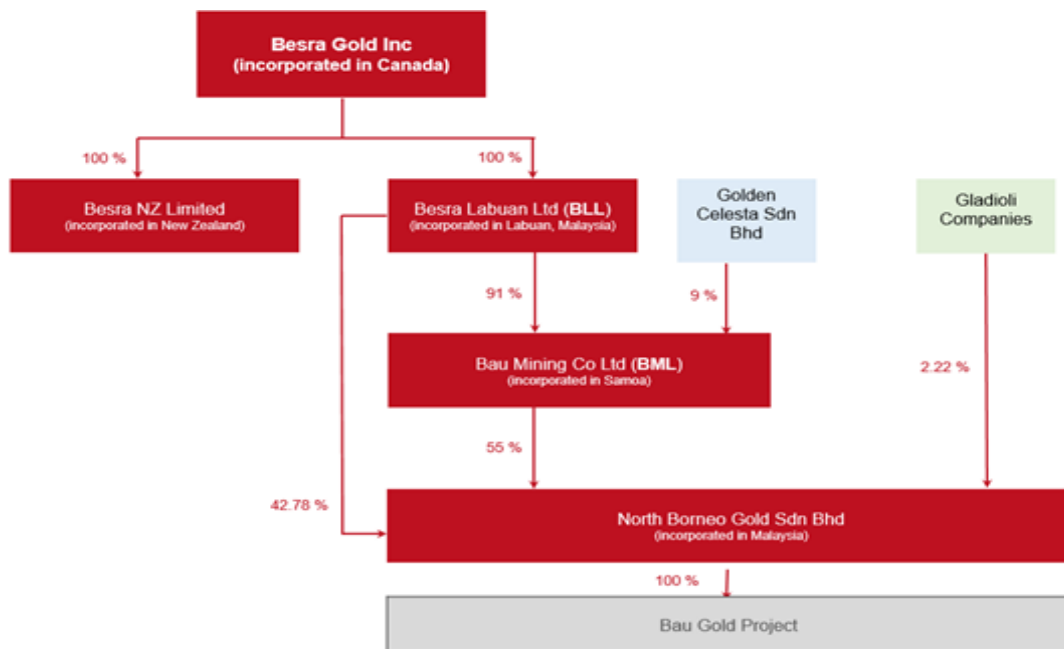 Besra Gold Inc
(incorporated in Canada)
100 %
100 %
Besra NZ Limited
(incorporated in New Zealand)
Besra Labuan Ltd (BLL)
(incorporated in Labuan, Malaysia)
Golden
Celesta Sdn
Bhd
Gladioli
Companies
91 %
9 %
Bau Mining Co Ltd (BML)
(incorporated in Samoa)
2.22 %
55 %
42.78 %
North Borneo Gold Sdn Bhd
(incorporated in Malaysia)
100 %
Bau Gold Project